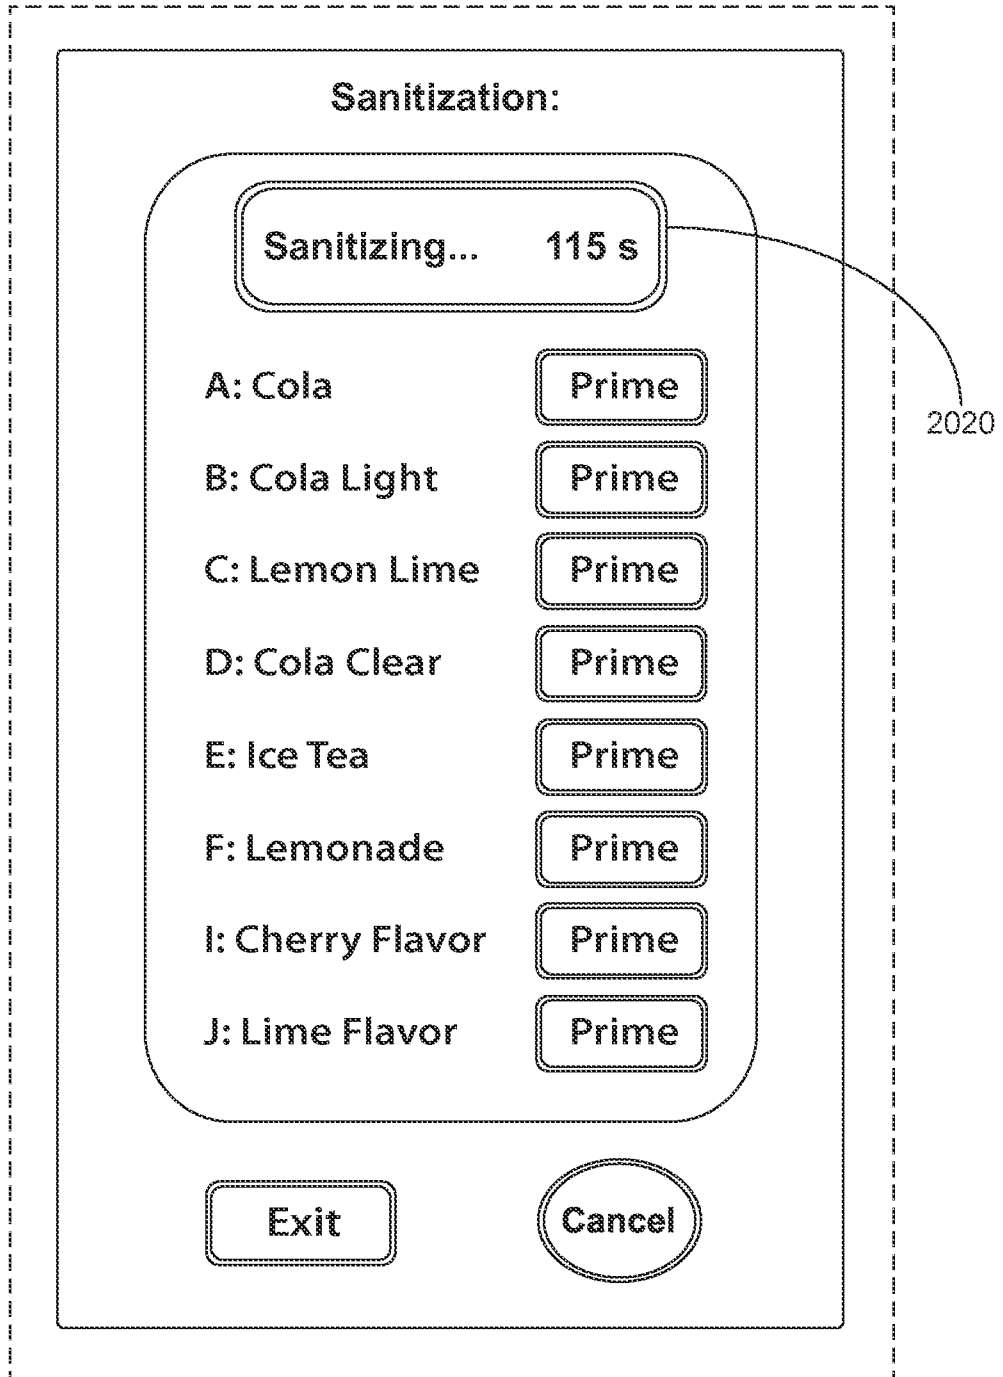 Sanitization:
Sanitizing... 115 s
2020
A: Cola Prime
B: Cola Light Prime
C: Lemon Lime Prime
D: Cola Clear Prime
E: Ice Tea Prime
F: Lemonade Prime
I: Cherry Flavor Prime
J: Lime Flavor Prime
Exit Cancel